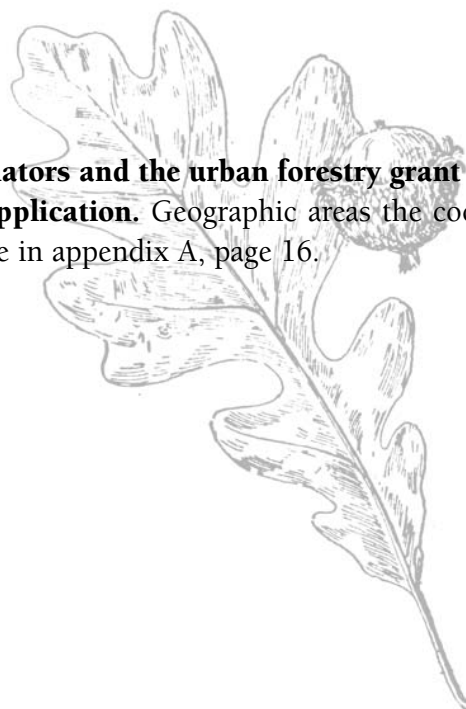 ators and the urban forestry grant
pplication. Geographic areas the coo
e in appendix A, page 16.